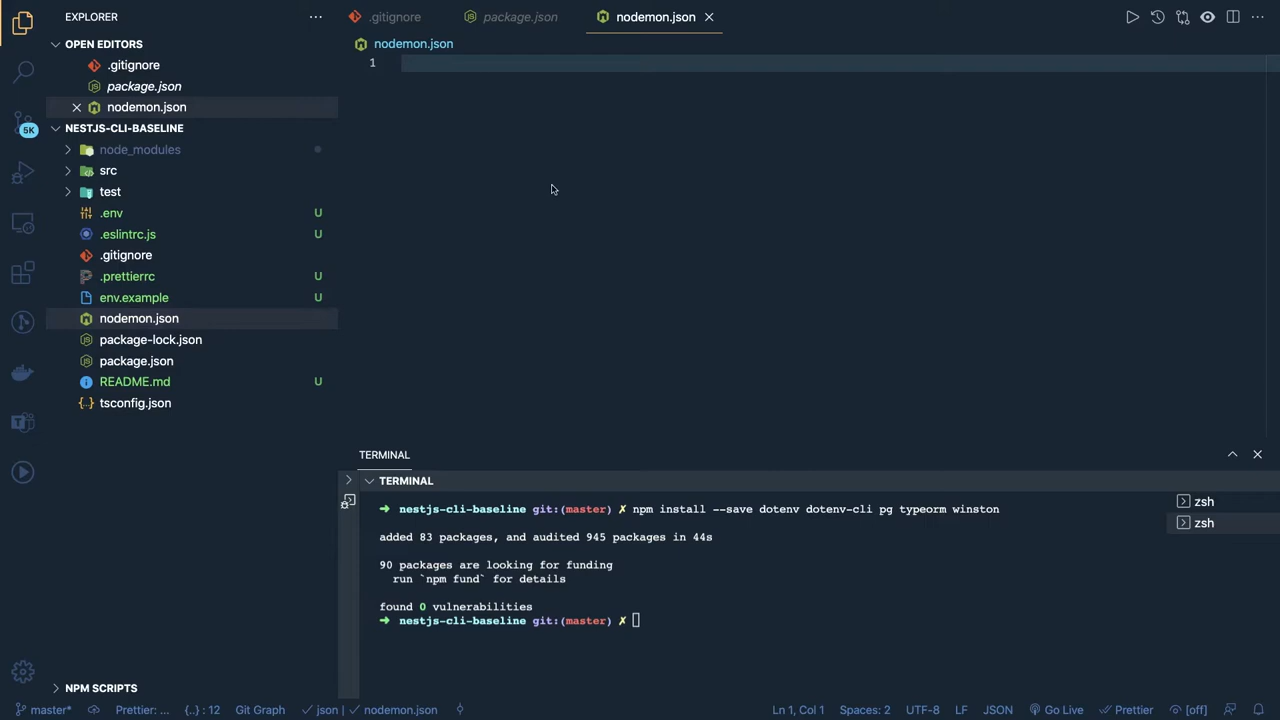 EXPLORER
OPEN EDITORS
.gitignore
package.json
nodemon.json
NESTJS-CLI-BASELINE
node_modules
src
test
.env U
.eslintrc.js U
.gitignore
.prettierrc U
env.example U
nodemon.json
package-lock.json
package.json
README.md U
tsconfig.json
NPM SCRIPTS
5K
.gitignore package.json nodemon.json
nodemon.json
1
TERMINAL
TERMINAL
➜ nestjs-cli-baseline git:(master) ✗ npm install --save dotenv dotenv-cli pg typeorm winston
added 83 packages, and audited 945 packages in 44s
90 packages are looking for funding
run `npm fund` for details
found 0 vulnerabilities
➜ nestjs-cli-baseline git:(master) ✗
zsh
zsh
master* Prettier: ... {..} : 12 Git Graph ✓ json | ✓ nodemon.json Ln 1, Col 1 Spaces: 2 UTF-8 LF JSON Go Live Prettier [off]